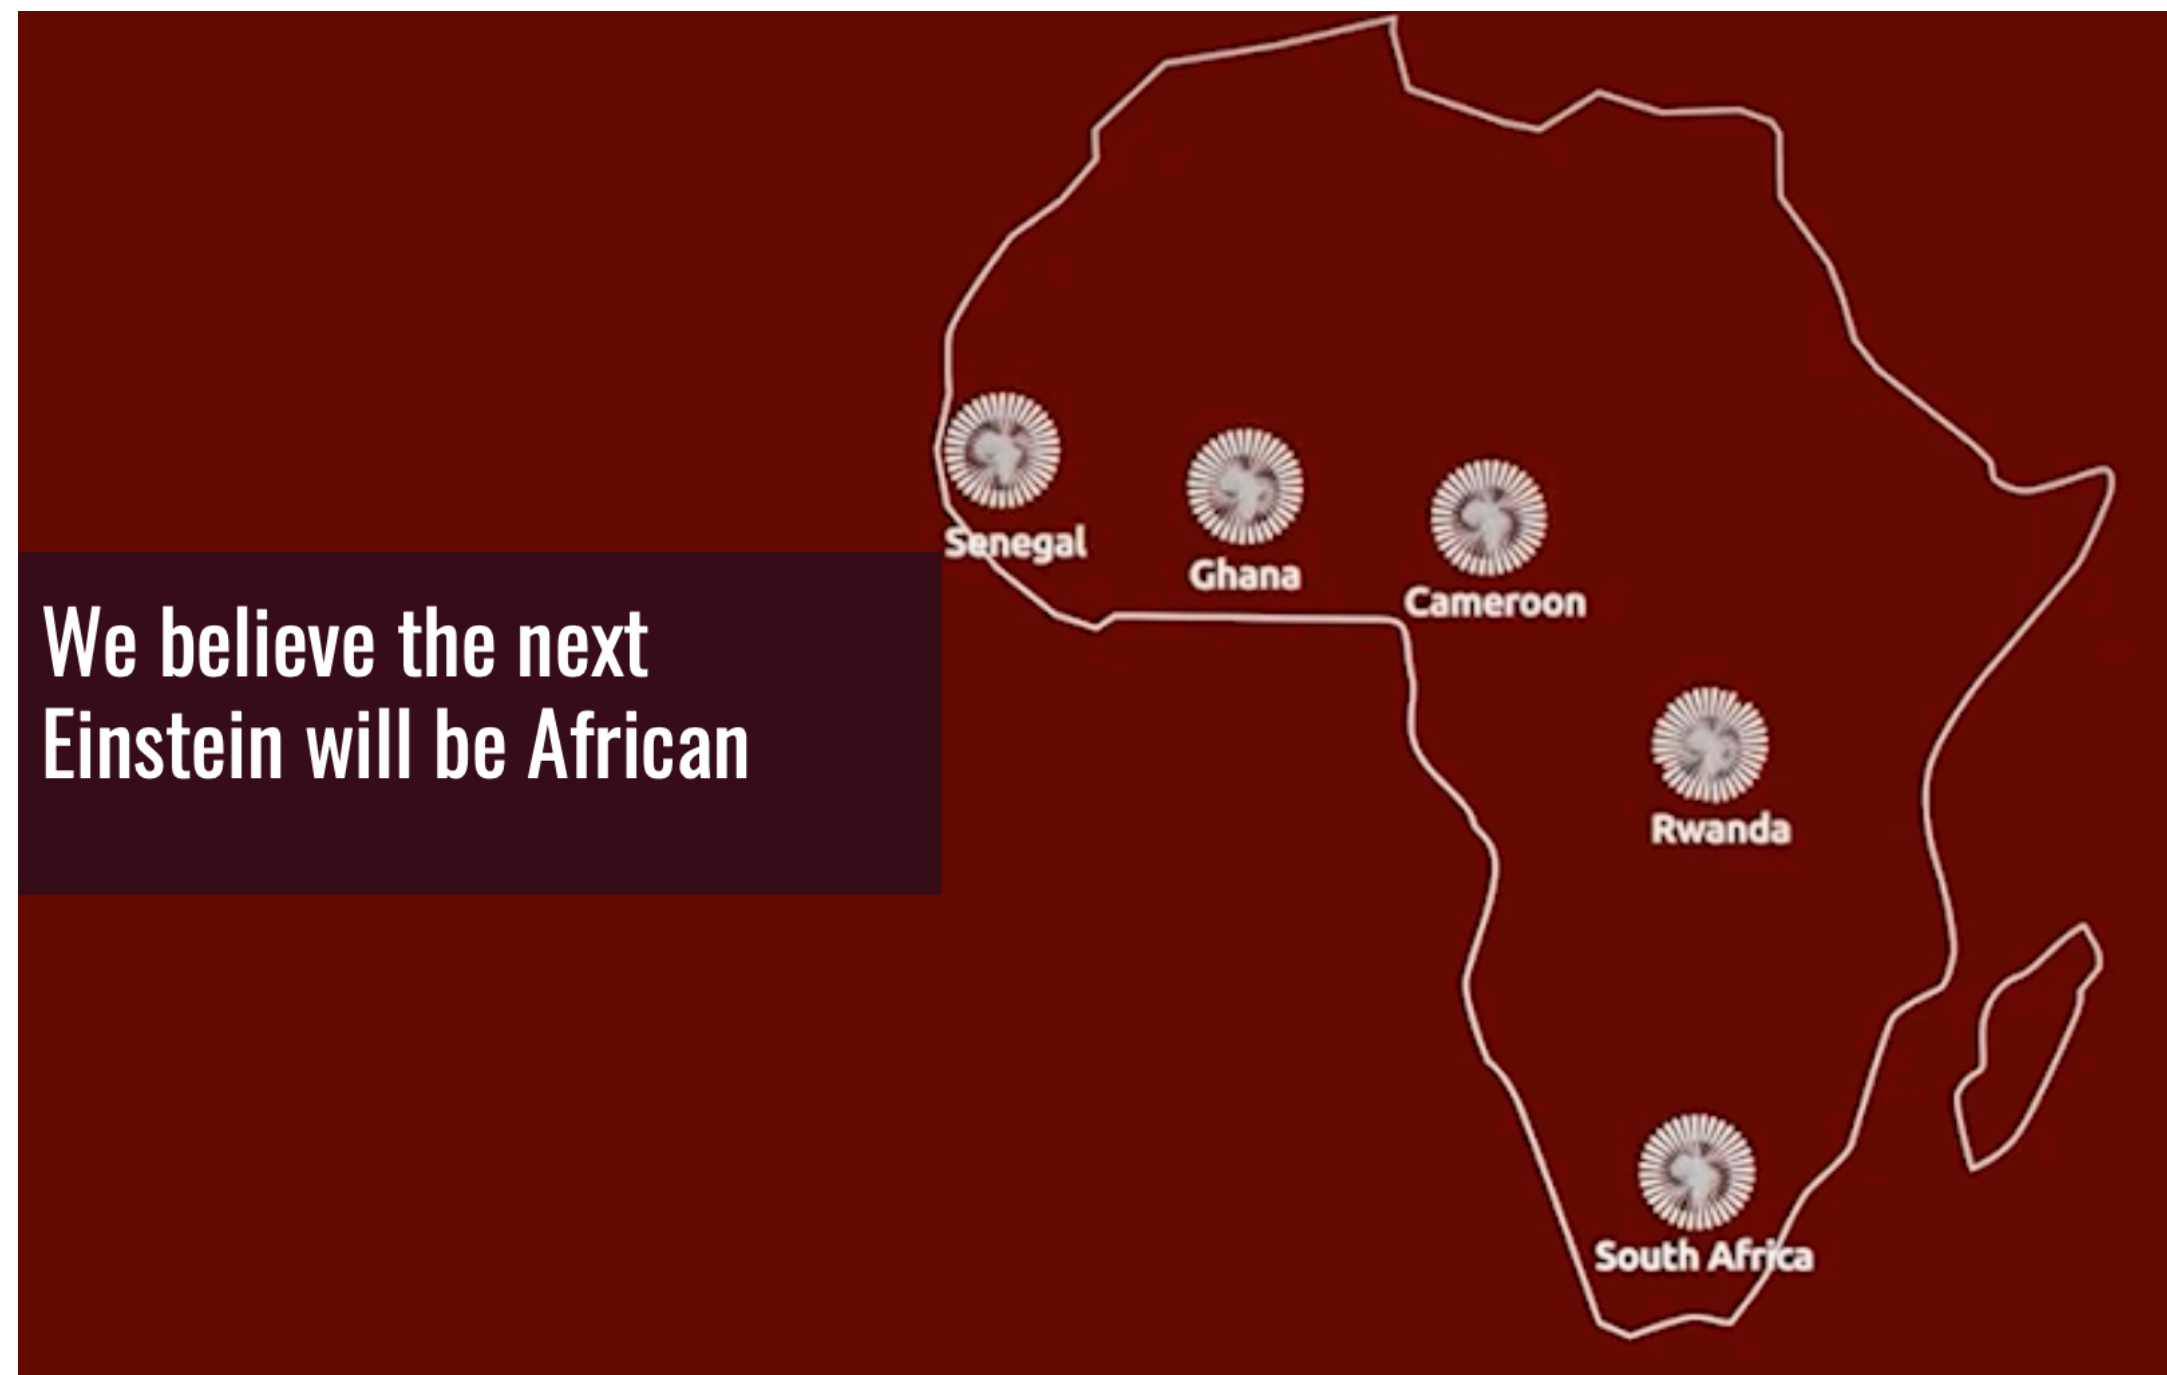 Senegal
Ghana
Cameroon
We believe the next
Einstein will be African
Rwanda
South Africa